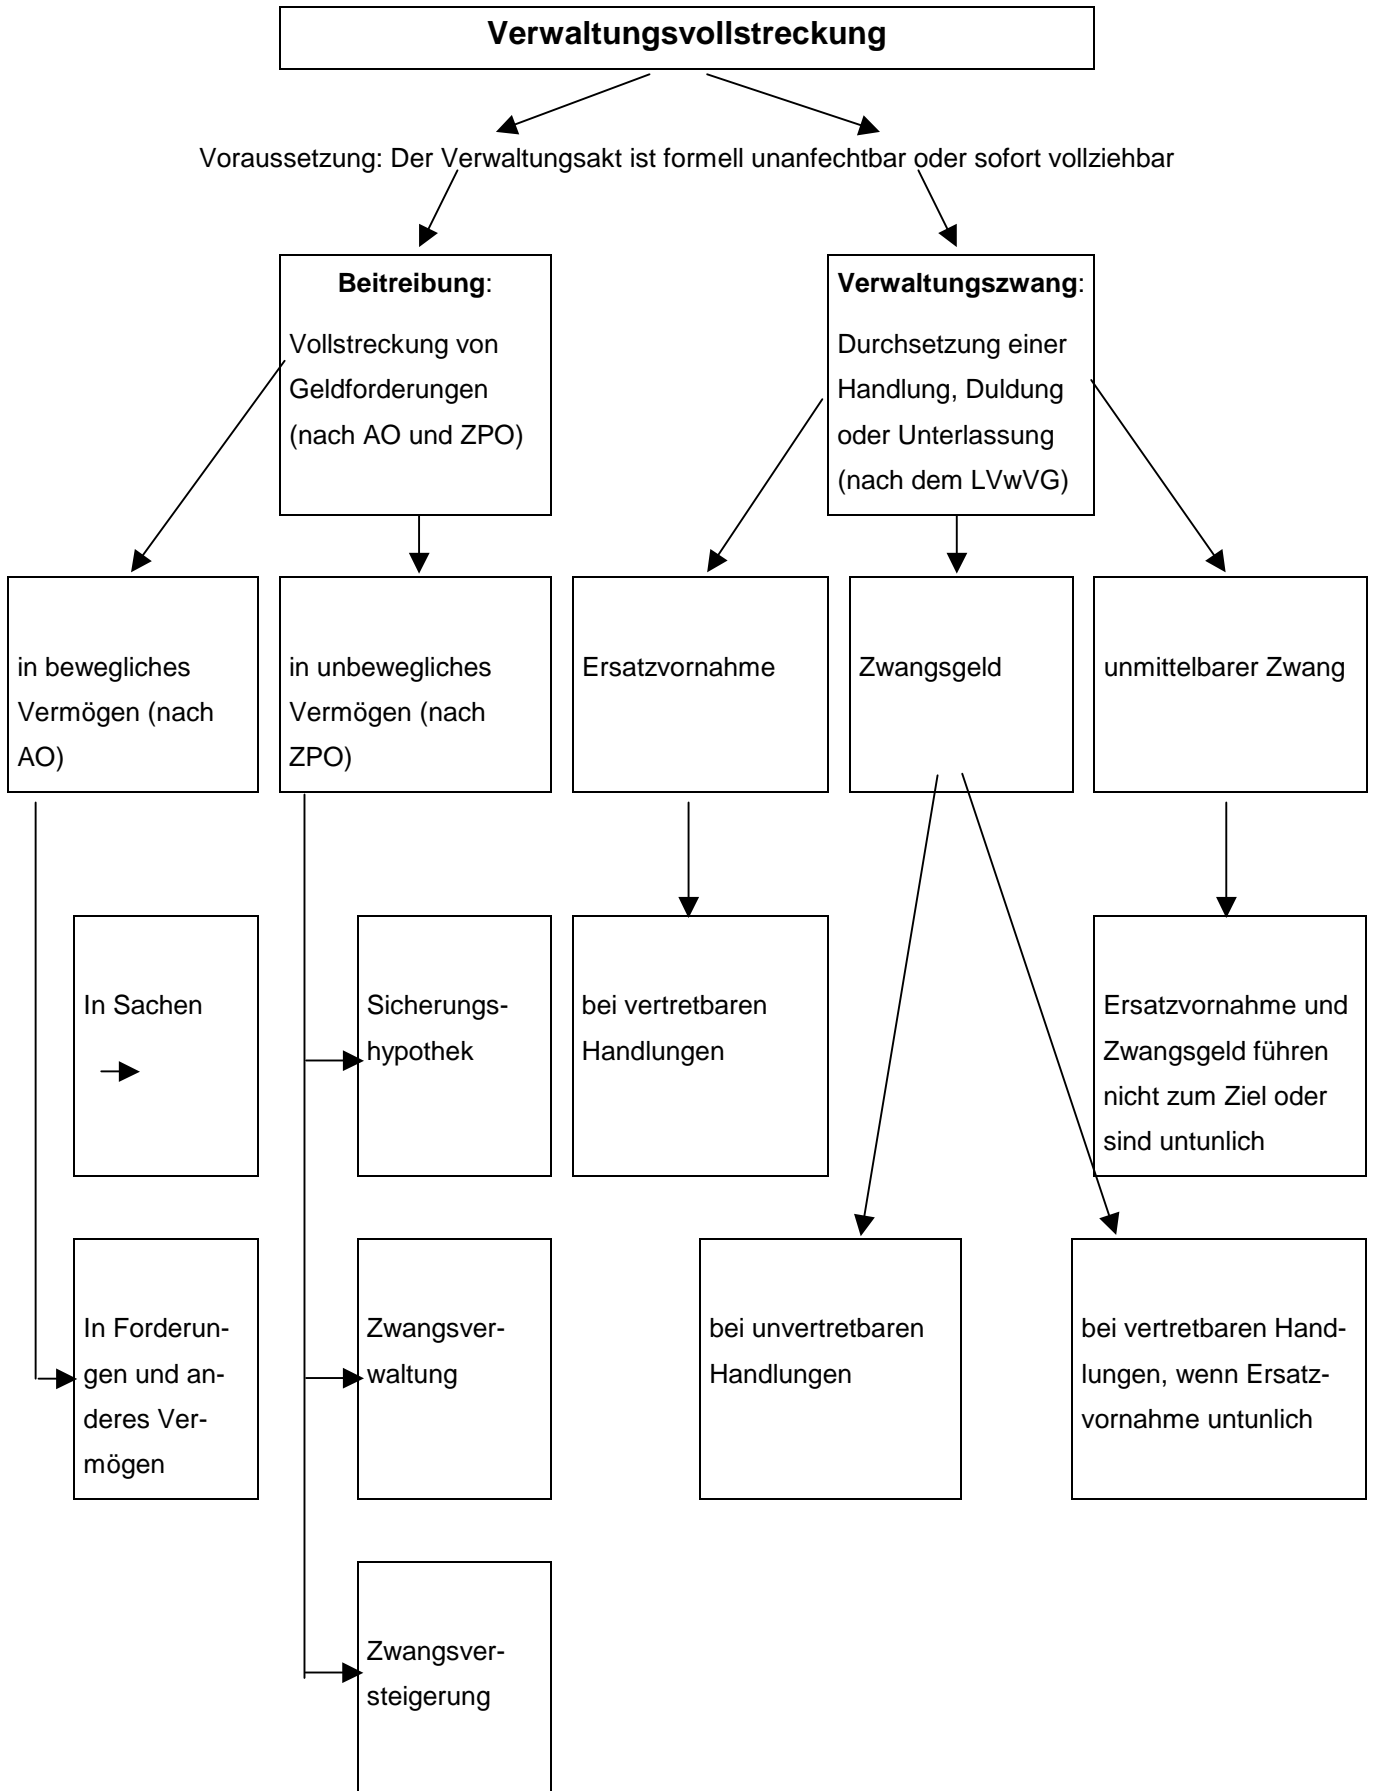 Verwaltungsvollstreckung
Voraussetzung: Der Verwaltungsakt ist formell unanfechtbar oder sofort vollziehbar
Beitreibung:
Vollstreckung von
Geldforderungen
(nach AO und ZPO)
Verwaltungszwang:
Durchsetzung einer
Handlung, Duldung
oder Unterlassung
(nach dem LVwVG)
in bewegliches
Vermögen (nach
AO)
in unbewegliches
Vermögen (nach
ZPO)
Ersatzvornahme
Zwangsgeld
unmittelbarer Zwang
In Sachen
Sicherungs-
hypothek
bei vertretbaren
Handlungen
Ersatzvornahme und
Zwangsgeld führen
nicht zum Ziel oder
sind untunlich
In Forderun-
gen und an-
deres Ver-
mögen
Zwangsver-
waltung
bei unvertretbaren
Handlungen
bei vertretbaren Hand-
lungen, wenn Ersatz-
vornahme untunlich
Zwangsver-
steigerung